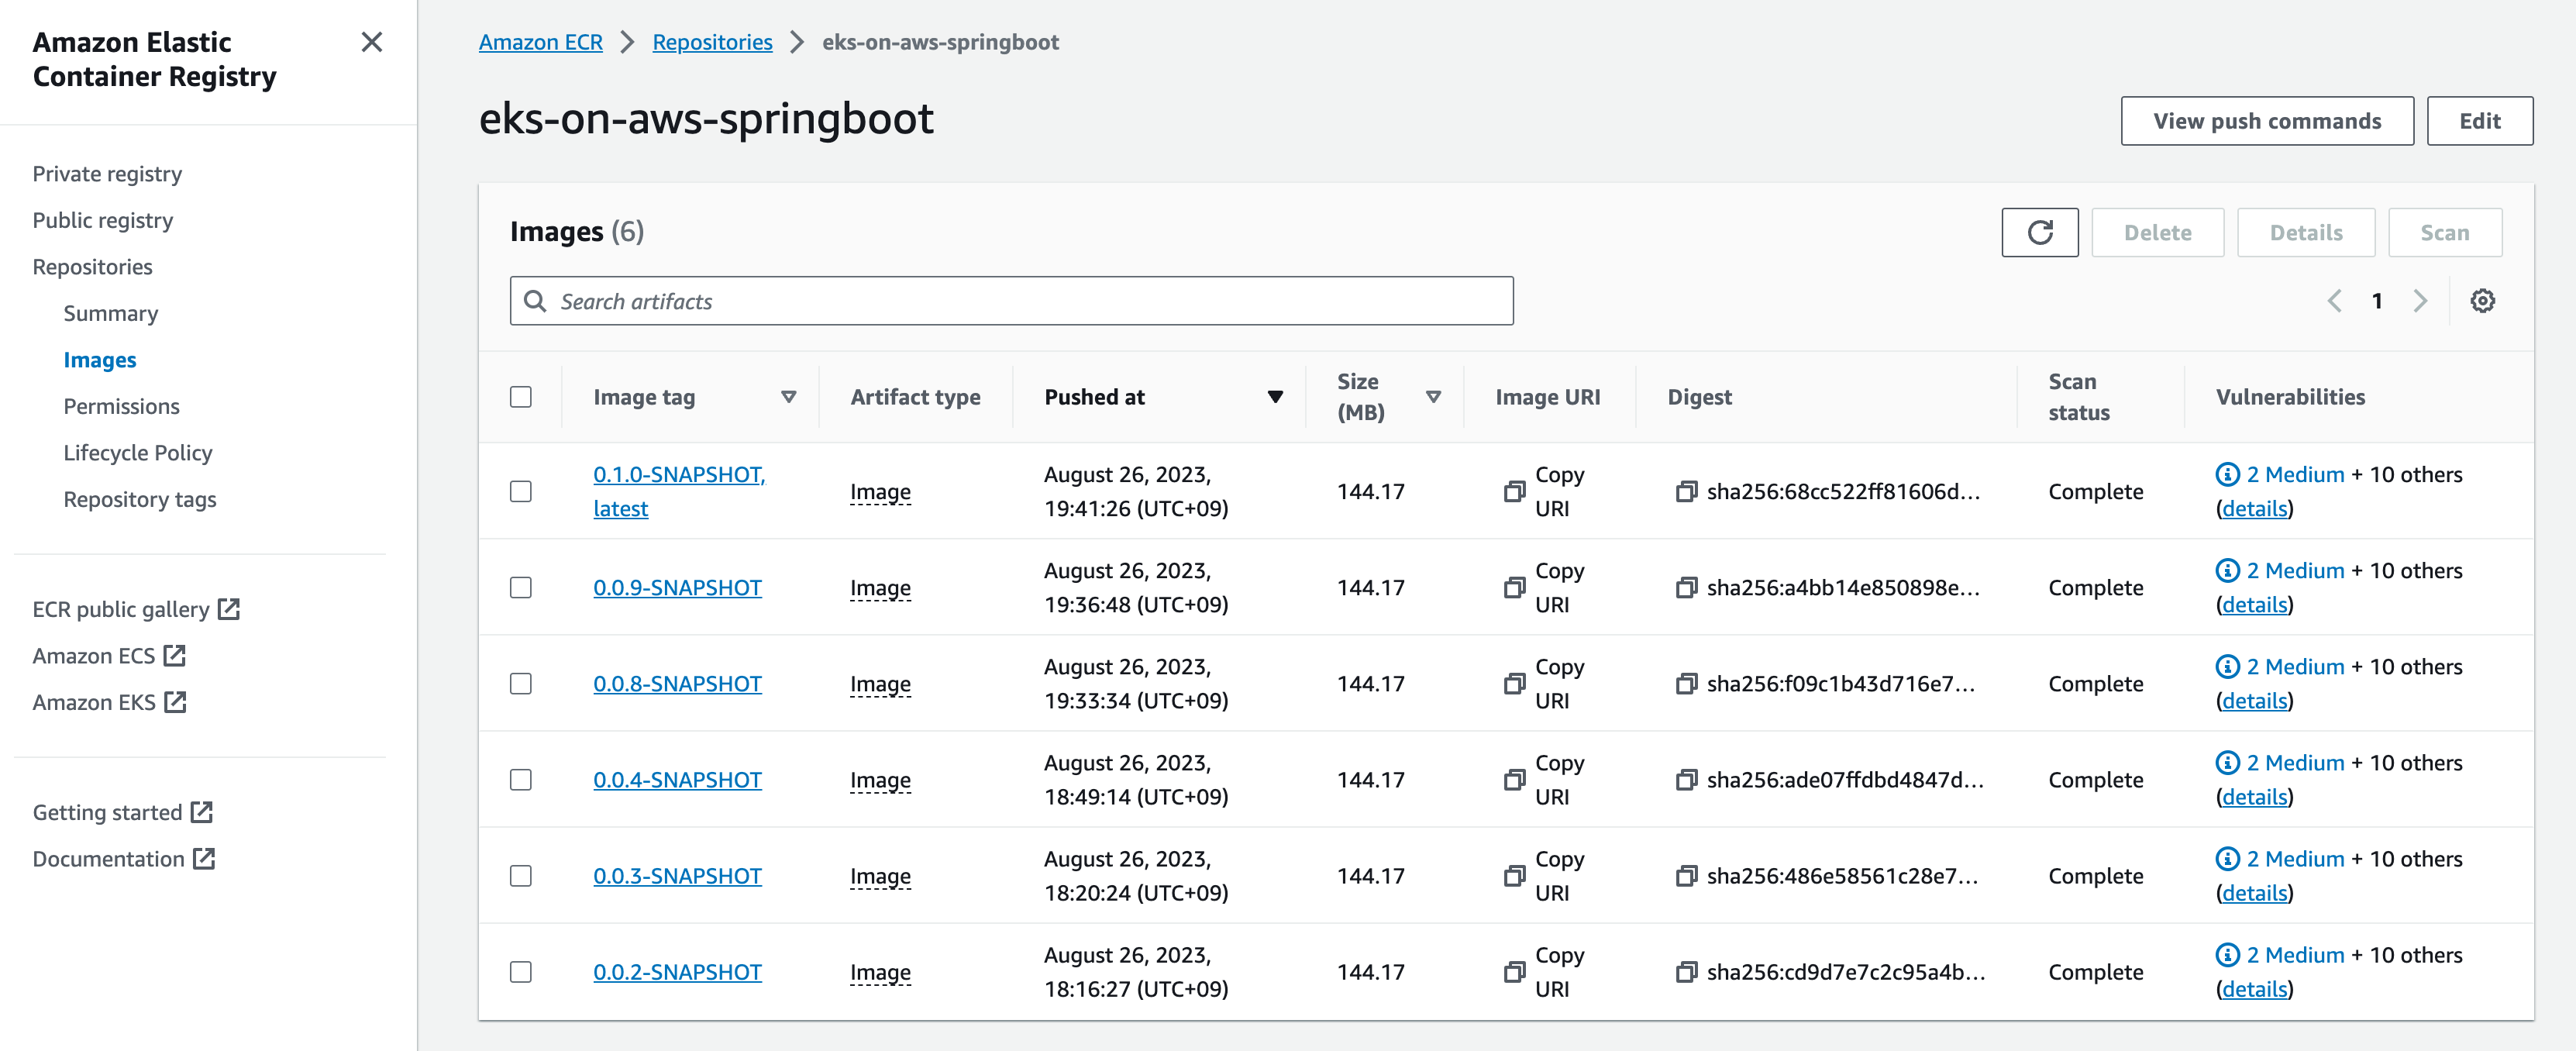 Amazon Elastic
Container Registry
Private registry
Public registry
Repositories
Summary
Images
Permissions
Lifecycle Policy
Repository tags
ECR public gallery
Amazon ECS
Amazon EKS
Getting started
Documentation
Amazon ECR > Repositories > eks-on-aws-springboot
eks-on-aws-springboot
View push commands
Edit
Images (6)
Delete
Details
Scan
Search artifacts
1
Image tag
Artifact type
Pushed at
Size
(MB)
Image URI
Digest
Scan
status
Vulnerabilities
0.1.0-SNAPSHOT,
latest
Image
August 26, 2023,
19:41:26 (UTC+09)
144.17
Copy
URI
sha256:68cc522ff81606d...
Complete
2 Medium + 10 others
(details)
0.0.9-SNAPSHOT
Image
August 26, 2023,
19:36:48 (UTC+09)
144.17
Copy
URI
sha256:a4bb14e850898e...
Complete
2 Medium + 10 others
(details)
0.0.8-SNAPSHOT
Image
August 26, 2023,
19:33:34 (UTC+09)
144.17
Copy
URI
sha256:f09c1b43d716e7...
Complete
2 Medium + 10 others
(details)
0.0.4-SNAPSHOT
Image
August 26, 2023,
18:49:14 (UTC+09)
144.17
Copy
URI
sha256:ade07ffdbd4847d...
Complete
2 Medium + 10 others
(details)
0.0.3-SNAPSHOT
Image
August 26, 2023,
18:20:24 (UTC+09)
144.17
Copy
URI
sha256:486e58561c28e7...
Complete
2 Medium + 10 others
(details)
0.0.2-SNAPSHOT
Image
August 26, 2023,
18:16:27 (UTC+09)
144.17
Copy
URI
sha256:cd9d7e7c2c95a4b...
Complete
2 Medium + 10 others
(details)